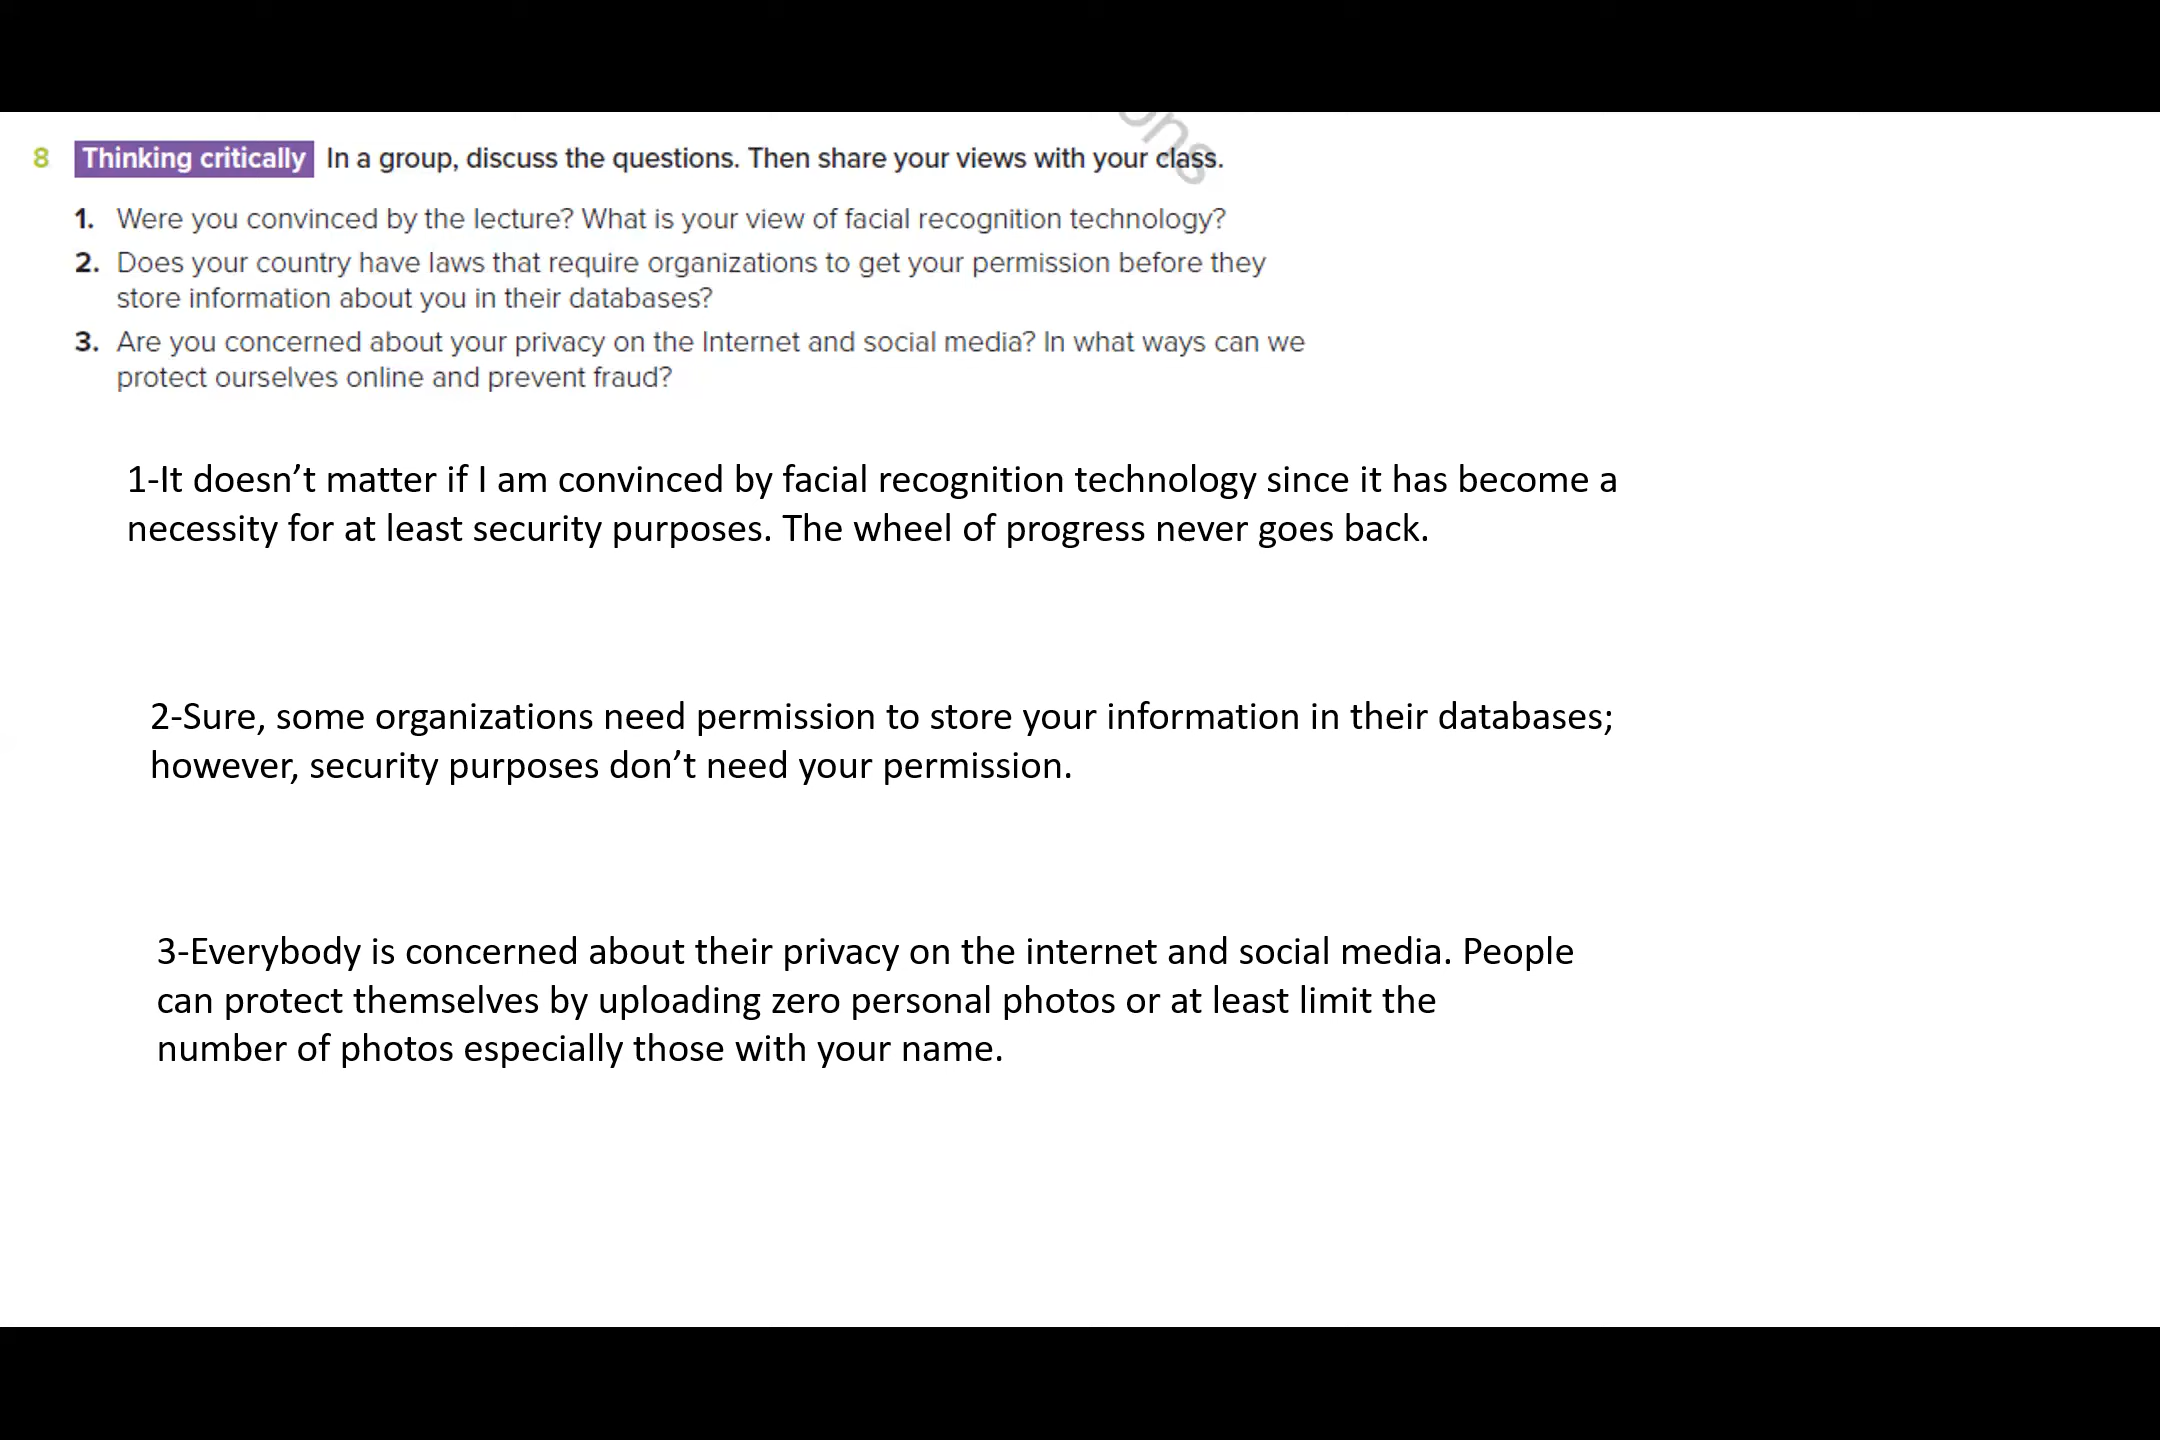 8 Thinking critically In a group, discuss the questions. Then share your views with your class.
1. Were you convinced by the lecture? What is your view of facial recognition technology?
2. Does your country have laws that require organizations to get your permission before they
store information about you in their databases?
3. Are you concerned about your privacy on the Internet and social media? In what ways can we
protect ourselves online and prevent fraud?
1-It doesn’t matter if I am convinced by facial recognition technology since it has become a
necessity for at least security purposes. The wheel of progress never goes back.
2-Sure, some organizations need permission to store your information in their databases;
however, security purposes don’t need your permission.
3-Everybody is concerned about their privacy on the internet and social media. People
can protect themselves by uploading zero personal photos or at least limit the
number of photos especially those with your name.